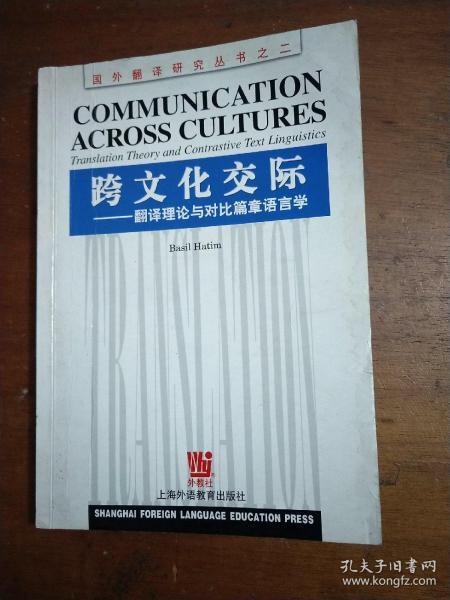 国外翻译研究丛书之二
COMMUNICATION
ACROSS CULTURES
Translation Theory and Contrastive Text Linguistics
跨文化交际
——翻译理论与对比篇章语言学
Basil Hatim
TRANSLATION
外教社
上海外语教育出版社
SHANGHAI FOREIGN LANGUAGE EDUCATION PRESS
孔夫子旧书网
www.kongfz.com